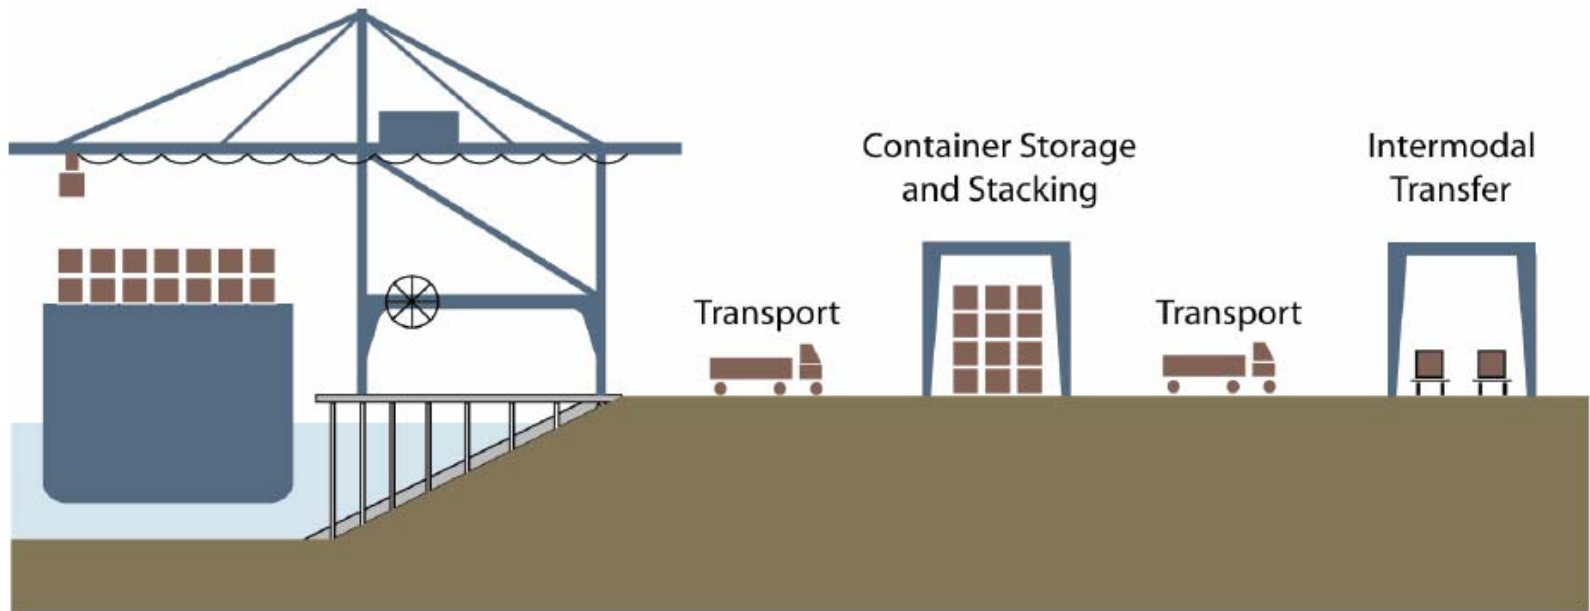 Transport
Container Storage
and Stacking
Transport
Intermodal
Transfer